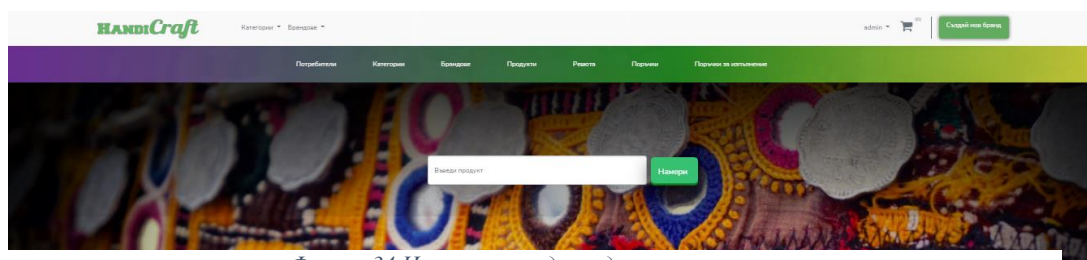 HANDICraft Категории Брандове admin (0) Създай нов бранд
Потребители Категории Брандове Продукти Ревюта Поръчки Поръчки за изпълнение
Въведи продукт Намери